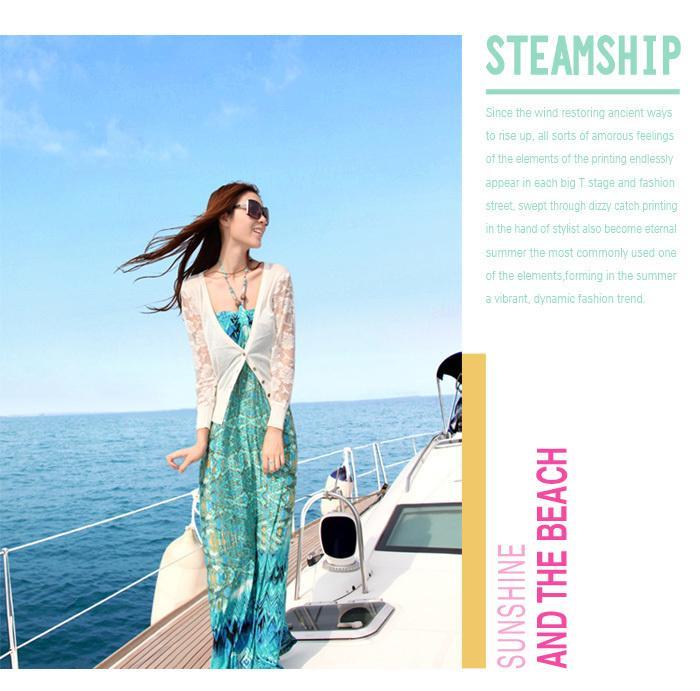 STEAMSHIP
Since the wind restoring ancient ways
to rise up, all sorts of amorous feelings
of the elements of the printing endlessly
appear in each big T stage and fashion
street, swept through dizzy catch.printing
in the hand of stylist also become eternal
summer the most commonly used one
of the elements,forming in the summer
a vibrant, dynamic fashion trend.
SUNSHINE
AND THE BEACH